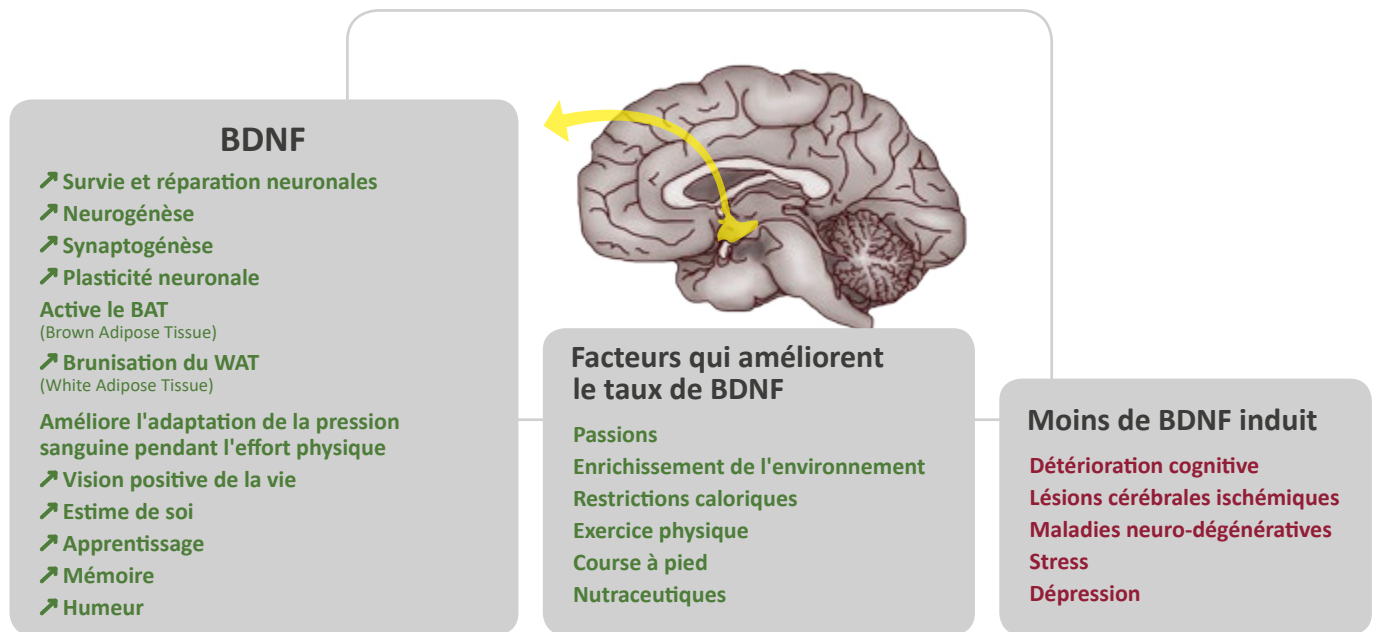 BDNF
↗ Survie et réparation neuronales
↗ Neurogénèse
↗ Synaptogénèse
↗ Plasticité neuronale
Active le BAT
(Brown Adipose Tissue)
↗ Brunisation du WAT
(White Adipose Tissue)
Améliore l'adaptation de la pression
sanguine pendant l'effort physique
↗ Vision positive de la vie
↗ Estime de soi
↗ Apprentissage
↗ Mémoire
↗ Humeur
Facteurs qui améliorent
le taux de BDNF
Passions
Enrichissement de l'environnement
Restrictions caloriques
Exercice physique
Course à pied
Nutraceutiques
Moins de BDNF induit
Détérioration cognitive
Lésions cérébrales ischémiques
Maladies neuro-dégénératives
Stress
Dépression